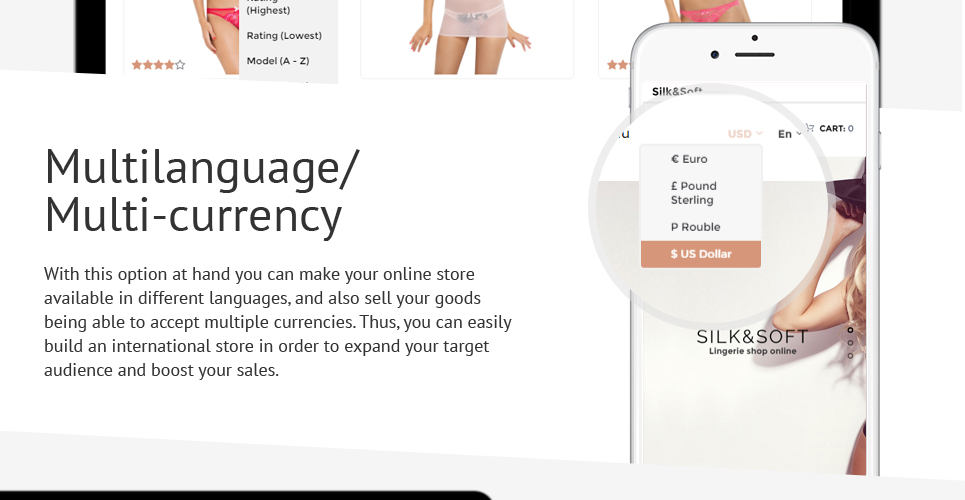 (Highest)
Rating (Lowest)
Model (A - Z)
Multilanguage/
Multi-currency
With this option at hand you can make your online store
available in different languages, and also sell your goods
being able to accept multiple currencies. Thus, you can easily
build an international store in order to expand your target
audience and boost your sales.
Silk&Soft
USD
En
CART: 0
€ Euro
£ Pound
Sterling
P Rouble
$ US Dollar
SILK&SOFT
Lingerie shop online